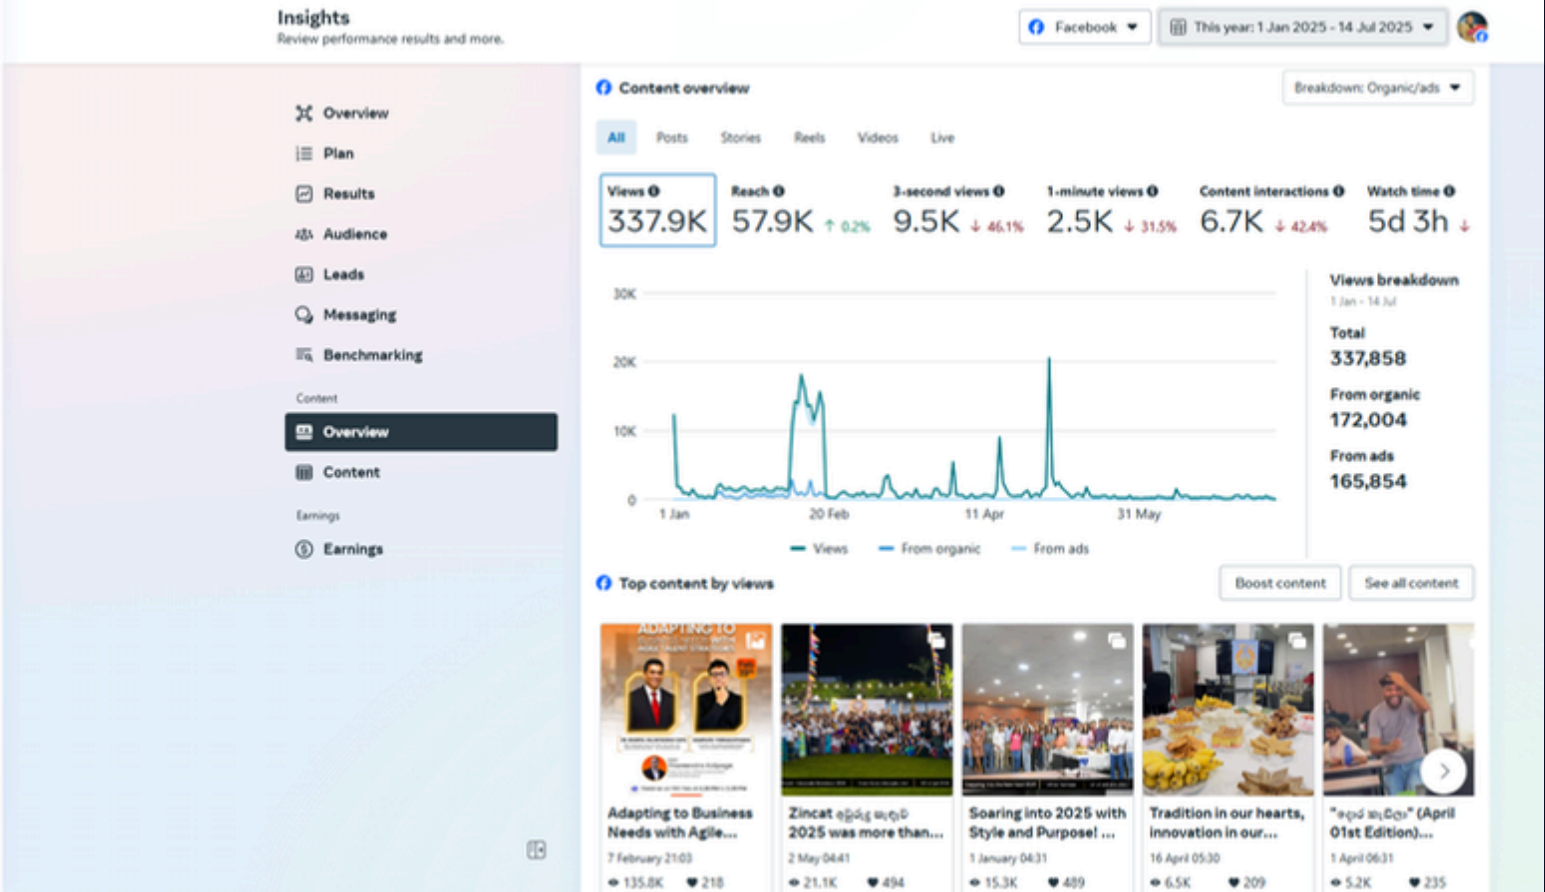 Insights
Review performance results and more.
Facebook
This year: 1 Jan 2025 - 14 Jul 2025
Overview
Plan
Results
Audience
Leads
Messaging
Benchmarking
Content
Overview
Content
Earnings
Earnings
Content overview
Breakdown: Organic/ads
All Posts Stories Reels Videos Live
Views Reach 3-second views 1-minute views Content interactions Watch time
337.9K 57.9K ↑ 0.2% 9.5K ↓ 46.1% 2.5K ↓ 31.5% 6.7K ↓ 42.4% 5d 3h ↓
30K
20K
10K
0
1 Jan 20 Feb 11 Apr 31 May
Views From organic From ads
Views breakdown
1 Jan - 14 Jul
Total
337,858
From organic
172,004
From ads
165,854
Top content by views
Boost content
See all content
ADAPTING TO
BUSINESS NEEDS WITH
AGILE TALENT STRATEGIES
Adapting to Business
Needs with Agile...
7 February 21:03
135.8K 218
Zincat
2025 was more than...
2 May 04:41
21.1K 494
Soaring into 2025 with
Style and Purpose! ...
1 January 04:31
15.3K 489
Tradition in our hearts,
innovation in our...
16 April 05:30
6.5K 209
(April
01st Edition)...
1 April 06:31
5.2K 235